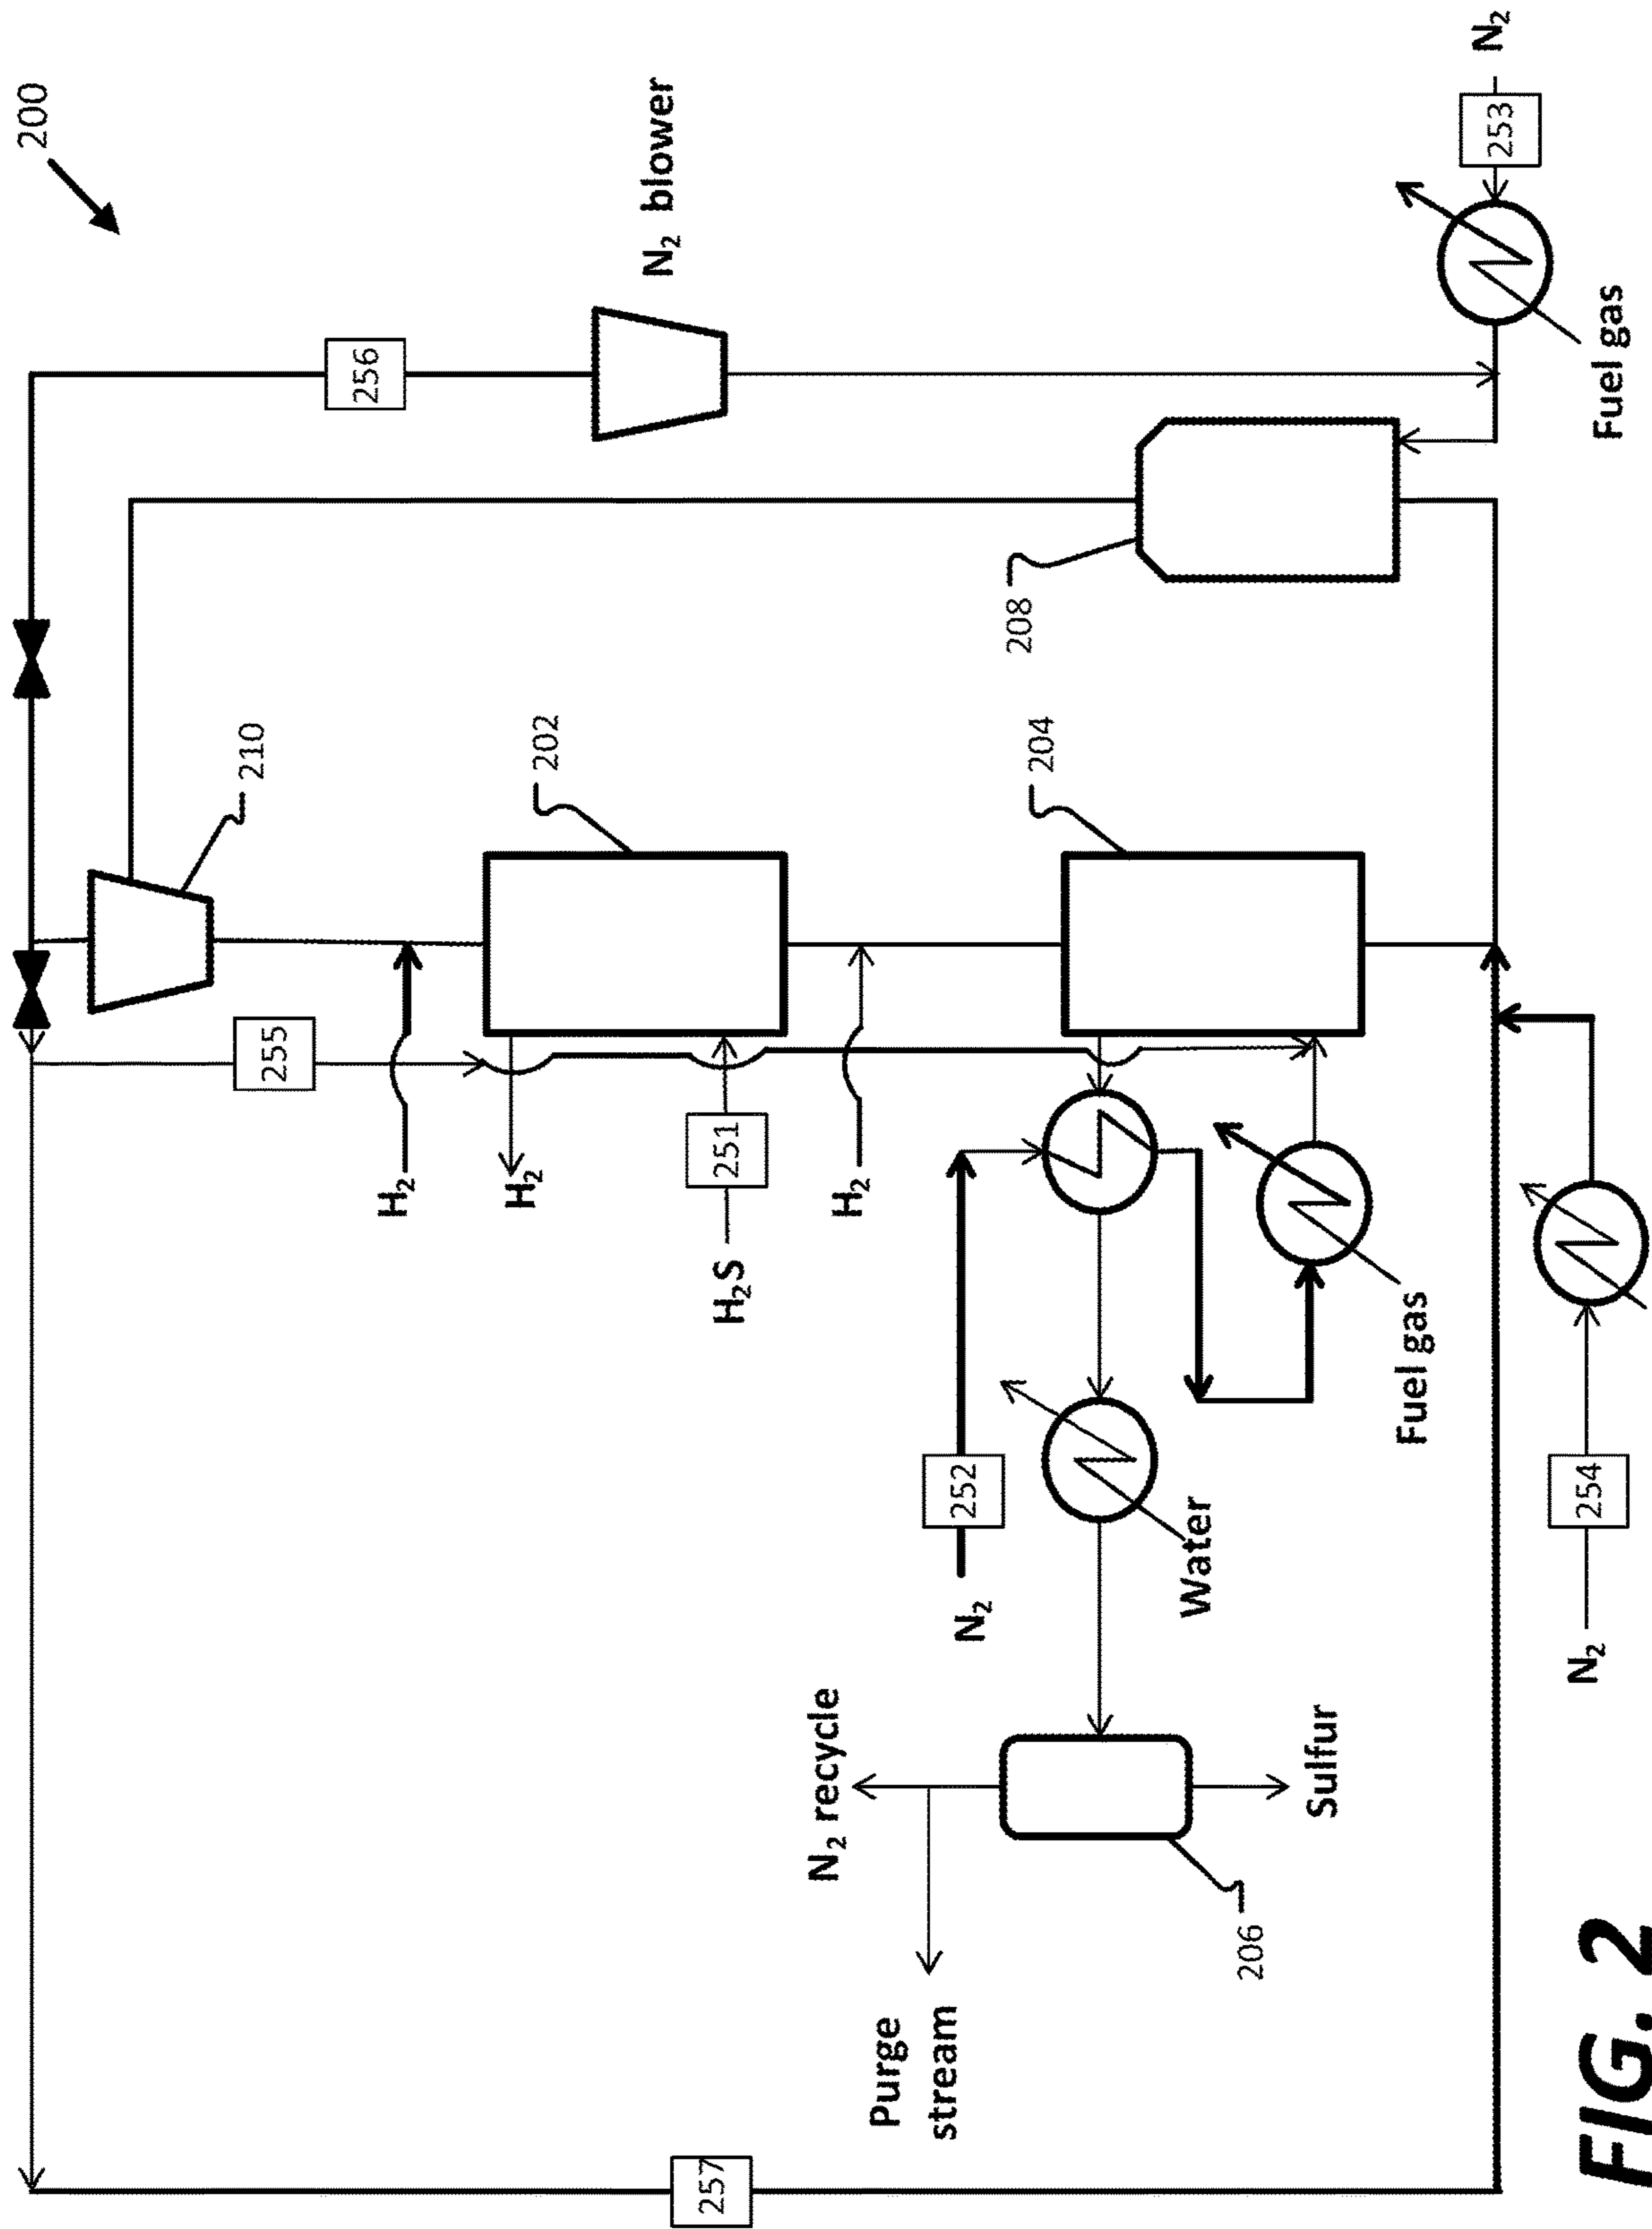 200
257
255
256
N₂ blower
210
H₂
202
H₂
251
H₂S
H₂
N₂ recycle
Purge
stream
206
Sulfur
252
N₂
Water
204
208
Fuel gas
254
N₂
253
N₂
Fuel gas
FIG. 2